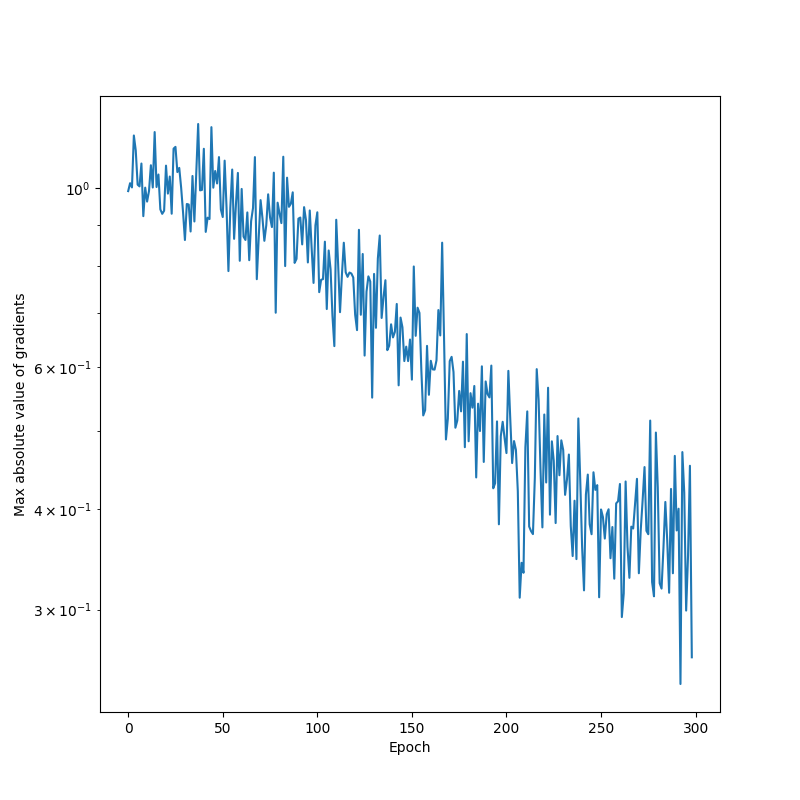 Max absolute value of gradients
10⁰
6 × 10⁻¹
4 × 10⁻¹
3 × 10⁻¹
0 50 100 150 200 250 300
Epoch